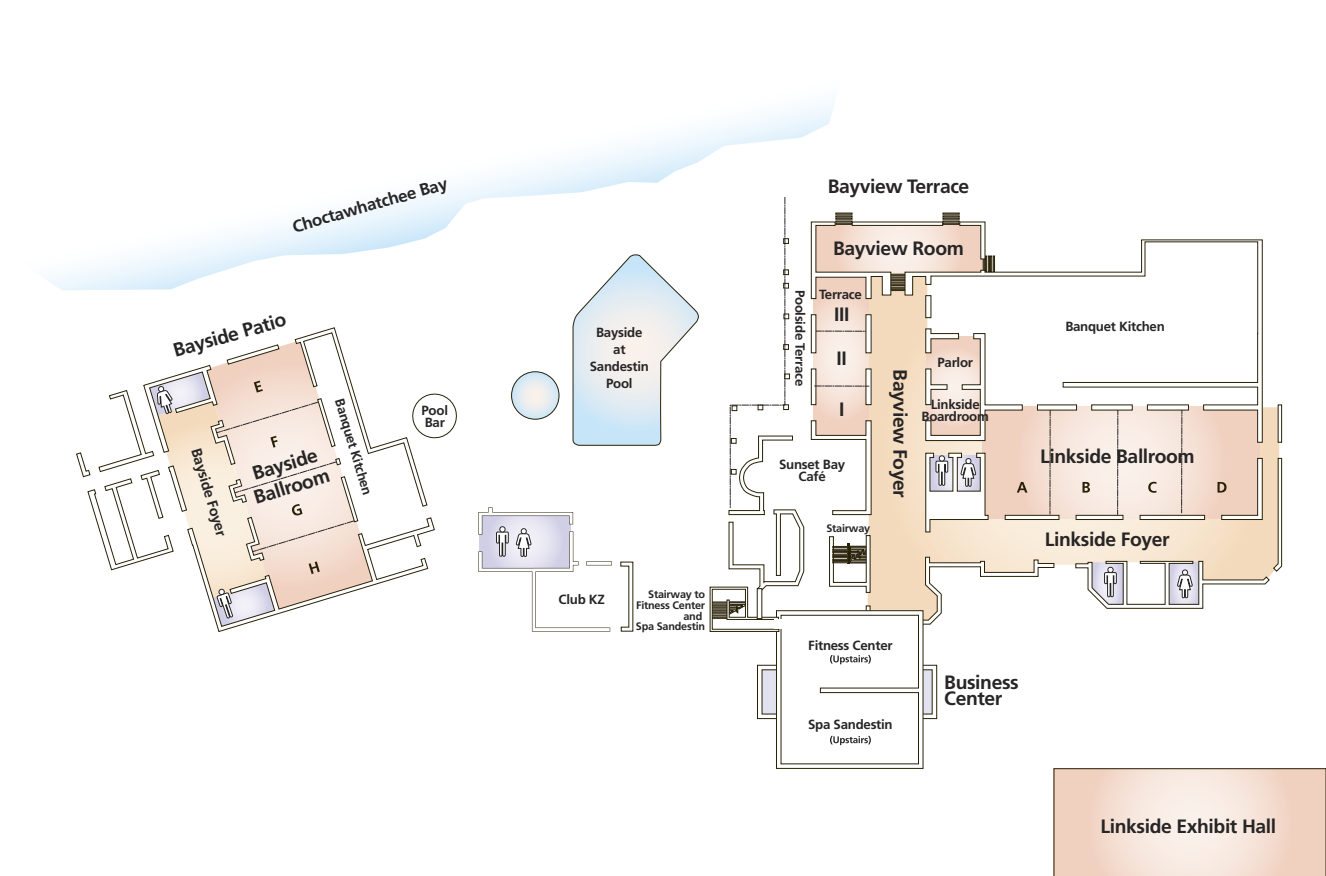 Choctawhatchee Bay
Bayview Terrace
Bayview Room
Terrace
III
II
I
Poolside Terrace
Bayview Foyer
Banquet Kitchen
Parlor
Linkside
Boardroom
Linkside Ballroom
A
B
C
D
Linkside Foyer
Bayside Patio
E
F
Bayside
Ballroom
G
H
Bayside Foyer
Banquet Kitchen
Pool
Bar
Bayside
at
Sandestin
Pool
Sunset Bay
Café
Stairway
Club KZ
Stairway to
Fitness Center
and
Spa Sandestin
Fitness Center
(Upstairs)
Spa Sandestin
(Upstairs)
Business
Center
Linkside Exhibit Hall